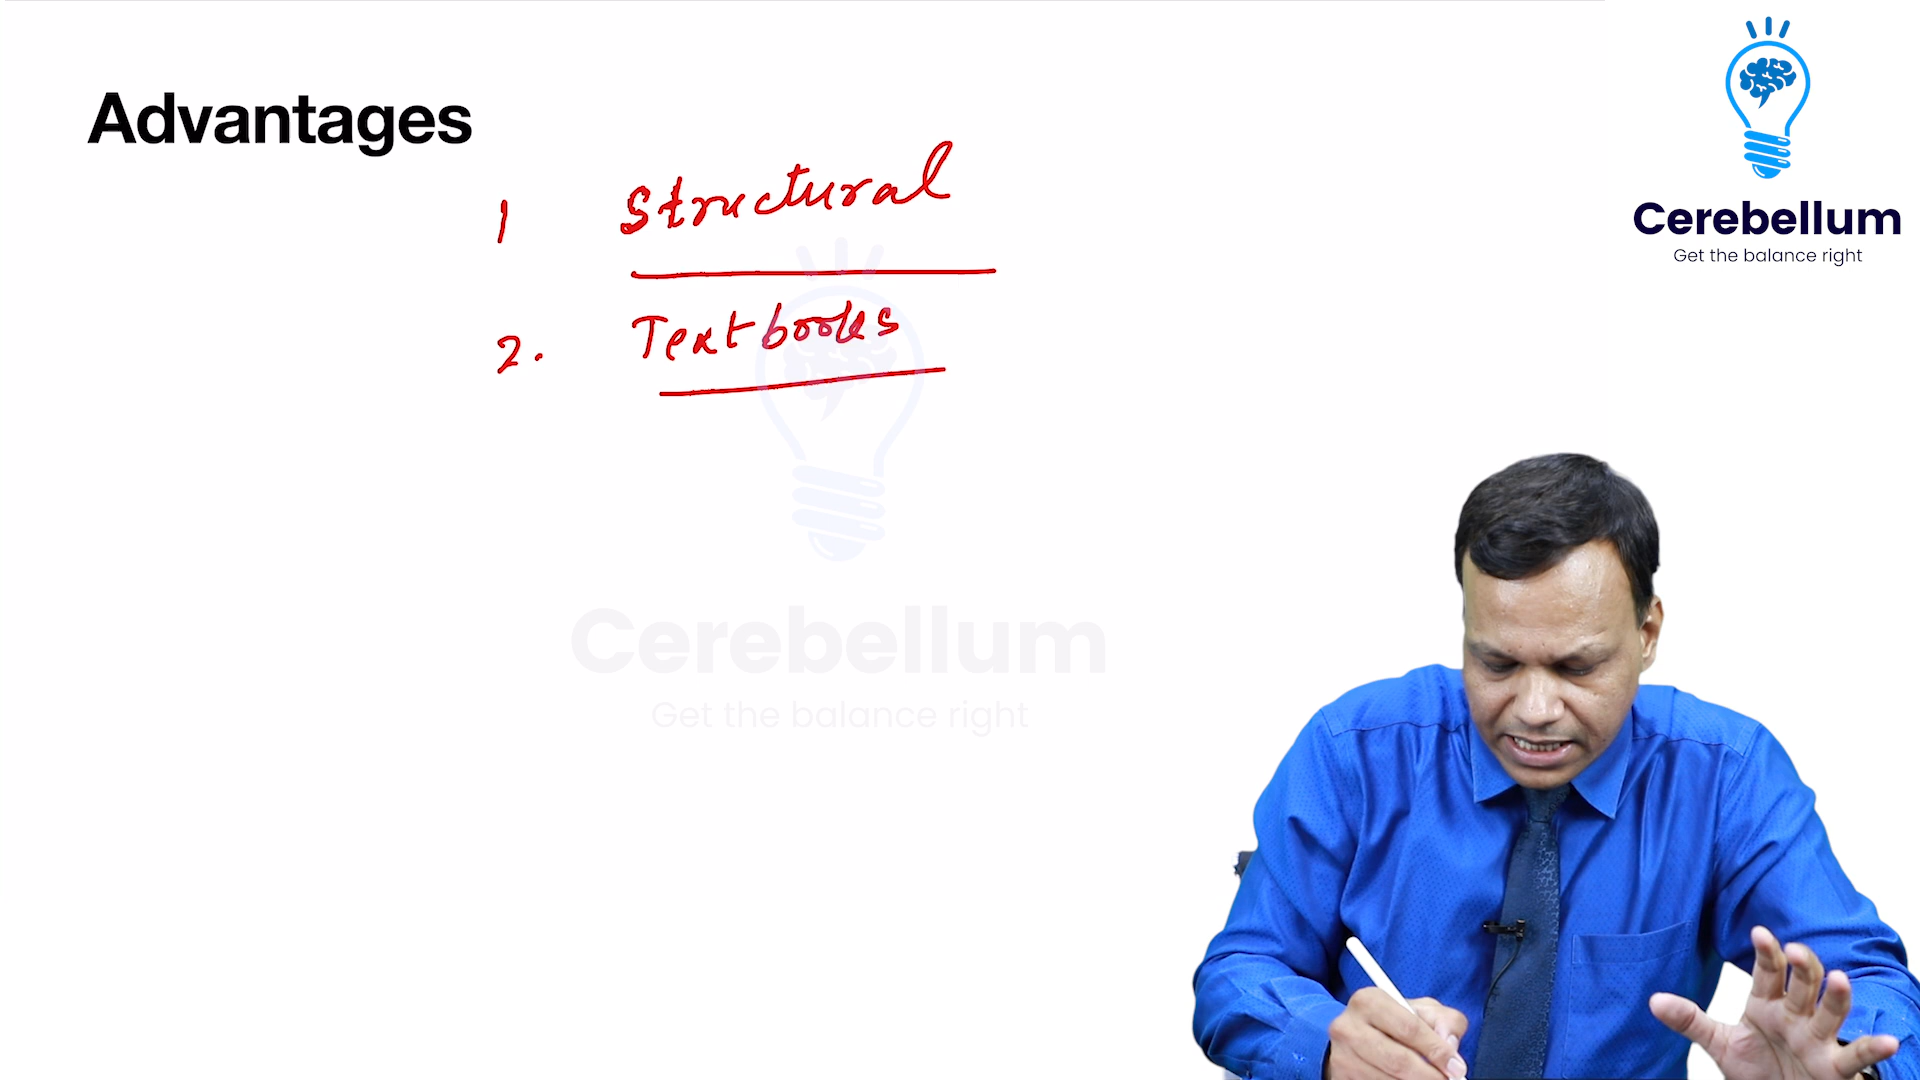 Advantages
1 Structural
2. Textbooks
Cerebellum
Get the balance right
Cerebellum
Get the balance right